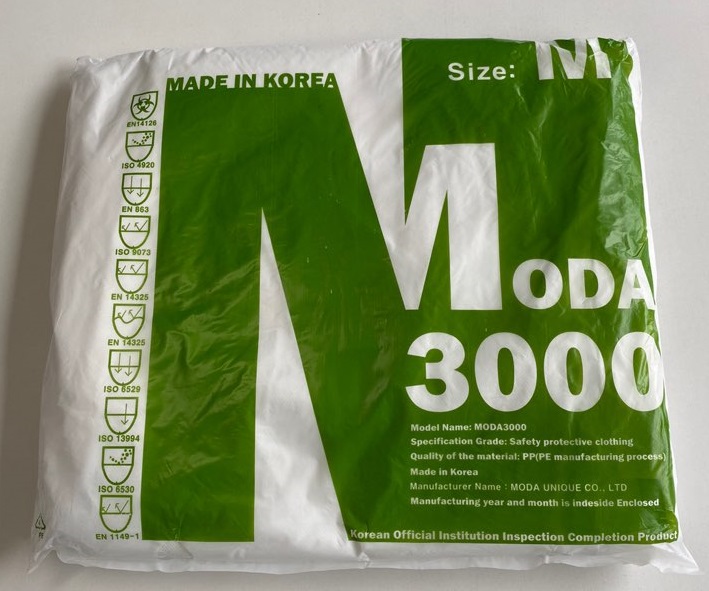 MADE IN KOREA
Size: M
EN14126
ISO 4920
EN 863
ISO 9073
EN 14325
EN 14325
ISO 6529
ISO 13994
ISO 6530
EN 1149-1
MODA
3000
Model Name: MODA3000
Specification Grade: Safety protective clothing
Quality of the material: PP(PE manufacturing process)
Made in Korea
Manufacturer Name : MODA UNIQUE CO., LTD
Manufacturing year and month is indeside Enclosed
Korean Official Institution Inspection Completion Product